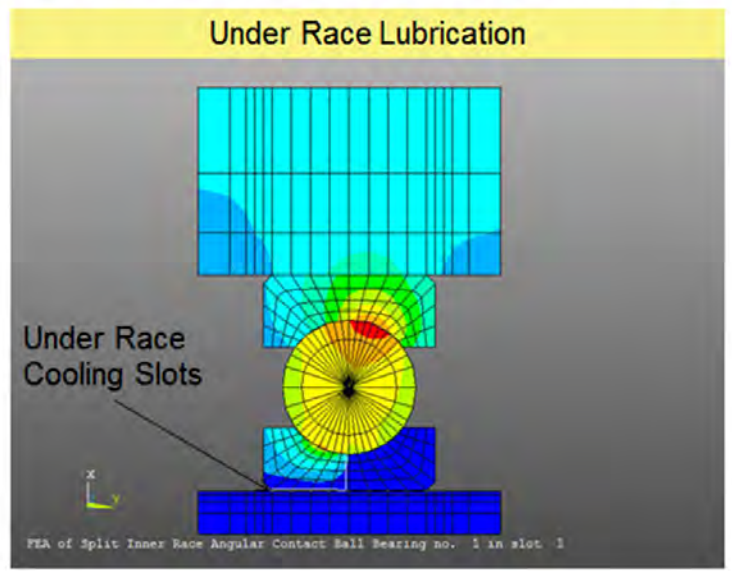 Under Race Lubrication
Under Race
Cooling Slots
X
Y
FEA of Split Inner Race Angular Contact Ball Bearing no. 1 in slot 1